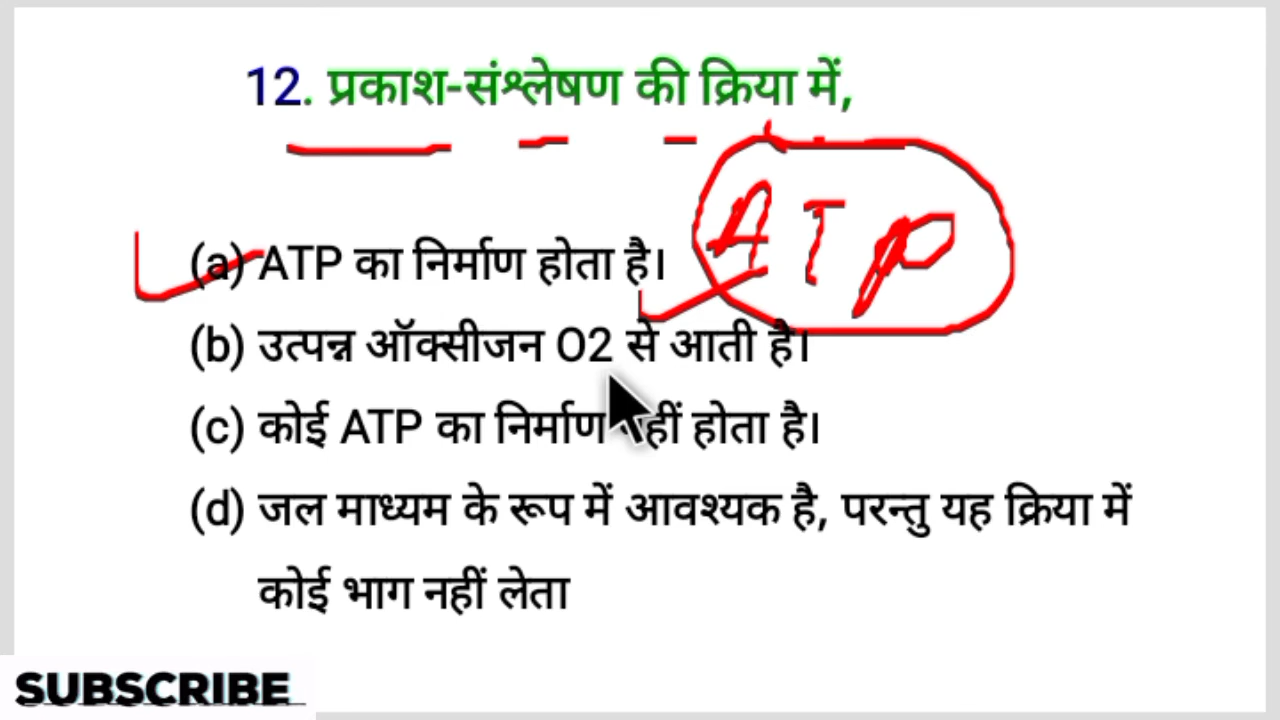 12. प्रकाश-संश्लेषण की क्रिया में,
ATP
(a) ATP का निर्माण होता है।
(b) उत्पन्न ऑक्सीजन O2 से आती है।
(c) कोई ATP का निर्माण नहीं होता है।
(d) जल माध्यम के रूप में आवश्यक है, परन्तु यह क्रिया में
कोई भाग नहीं लेता
SUBSCRIBE